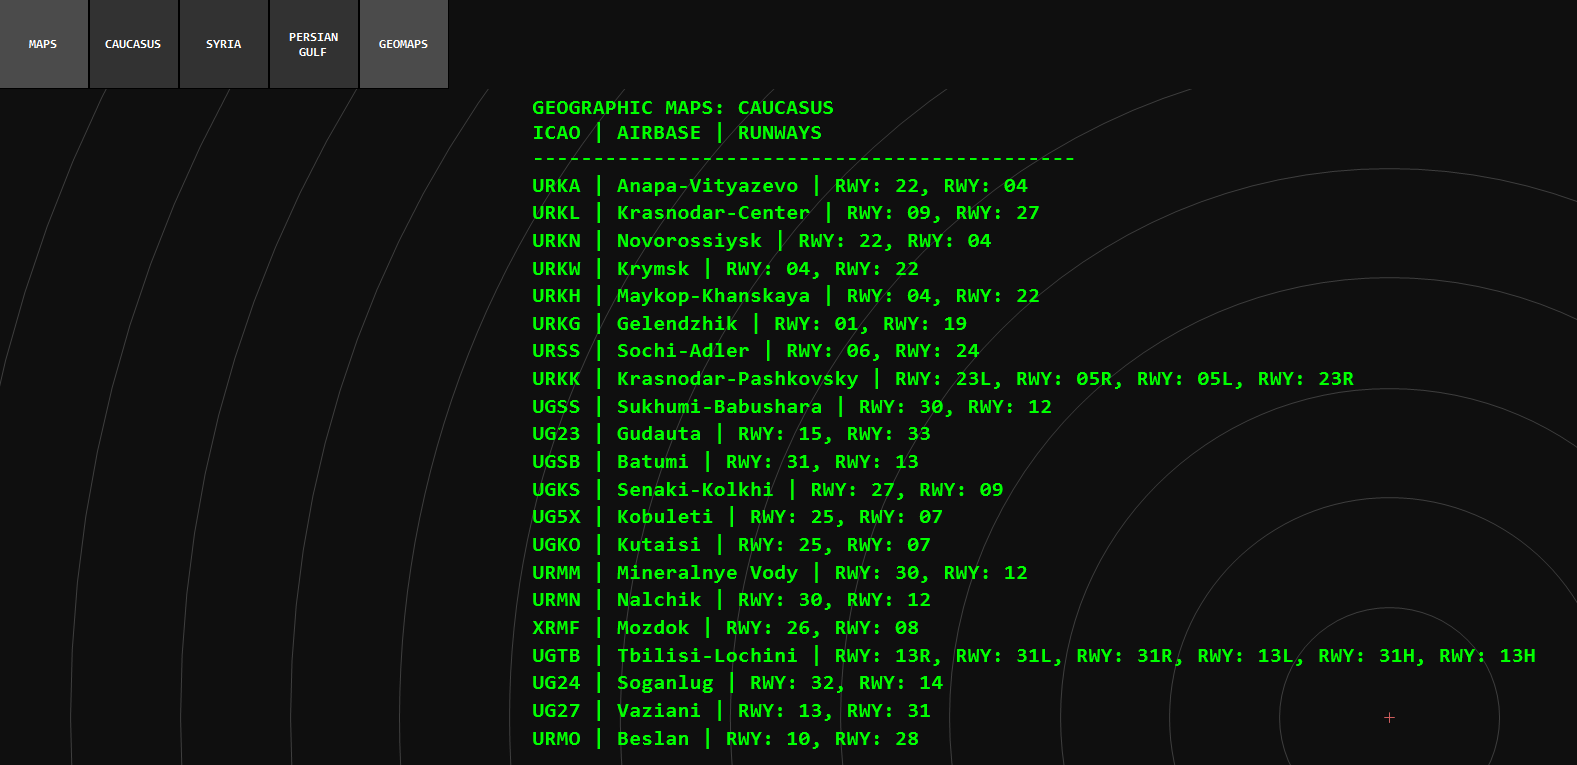 MAPS
CAUCASUS
SYRIA
PERSIAN
GULF
GEOMAPS
GEOGRAPHIC MAPS: CAUCASUS
ICAO | AIRBASE | RUNWAYS
---------------------------------------------
URKA | Anapa-Vityazevo | RWY: 22, RWY: 04
URKL | Krasnodar-Center | RWY: 09, RWY: 27
URKN | Novorossiysk | RWY: 22, RWY: 04
URKW | Krymsk | RWY: 04, RWY: 22
URKH | Maykop-Khanskaya | RWY: 04, RWY: 22
URKG | Gelendzhik | RWY: 01, RWY: 19
URSS | Sochi-Adler | RWY: 06, RWY: 24
URKK | Krasnodar-Pashkovsky | RWY: 23L, RWY: 05R, RWY: 05L, RWY: 23R
UGSS | Sukhumi-Babushara | RWY: 30, RWY: 12
UG23 | Gudauta | RWY: 15, RWY: 33
UGSB | Batumi | RWY: 31, RWY: 13
UGKS | Senaki-Kolkhi | RWY: 27, RWY: 09
UG5X | Kobuleti | RWY: 25, RWY: 07
UGKO | Kutaisi | RWY: 25, RWY: 07
URMM | Mineralnye Vody | RWY: 30, RWY: 12
URMN | Nalchik | RWY: 30, RWY: 12
XRMF | Mozdok | RWY: 26, RWY: 08
UGTB | Tbilisi-Lochini | RWY: 13R, RWY: 31L, RWY: 31R, RWY: 13L, RWY: 31H, RWY: 13H
UG24 | Soganlug | RWY: 32, RWY: 14
UG27 | Vaziani | RWY: 13, RWY: 31
URMO | Beslan | RWY: 10, RWY: 28